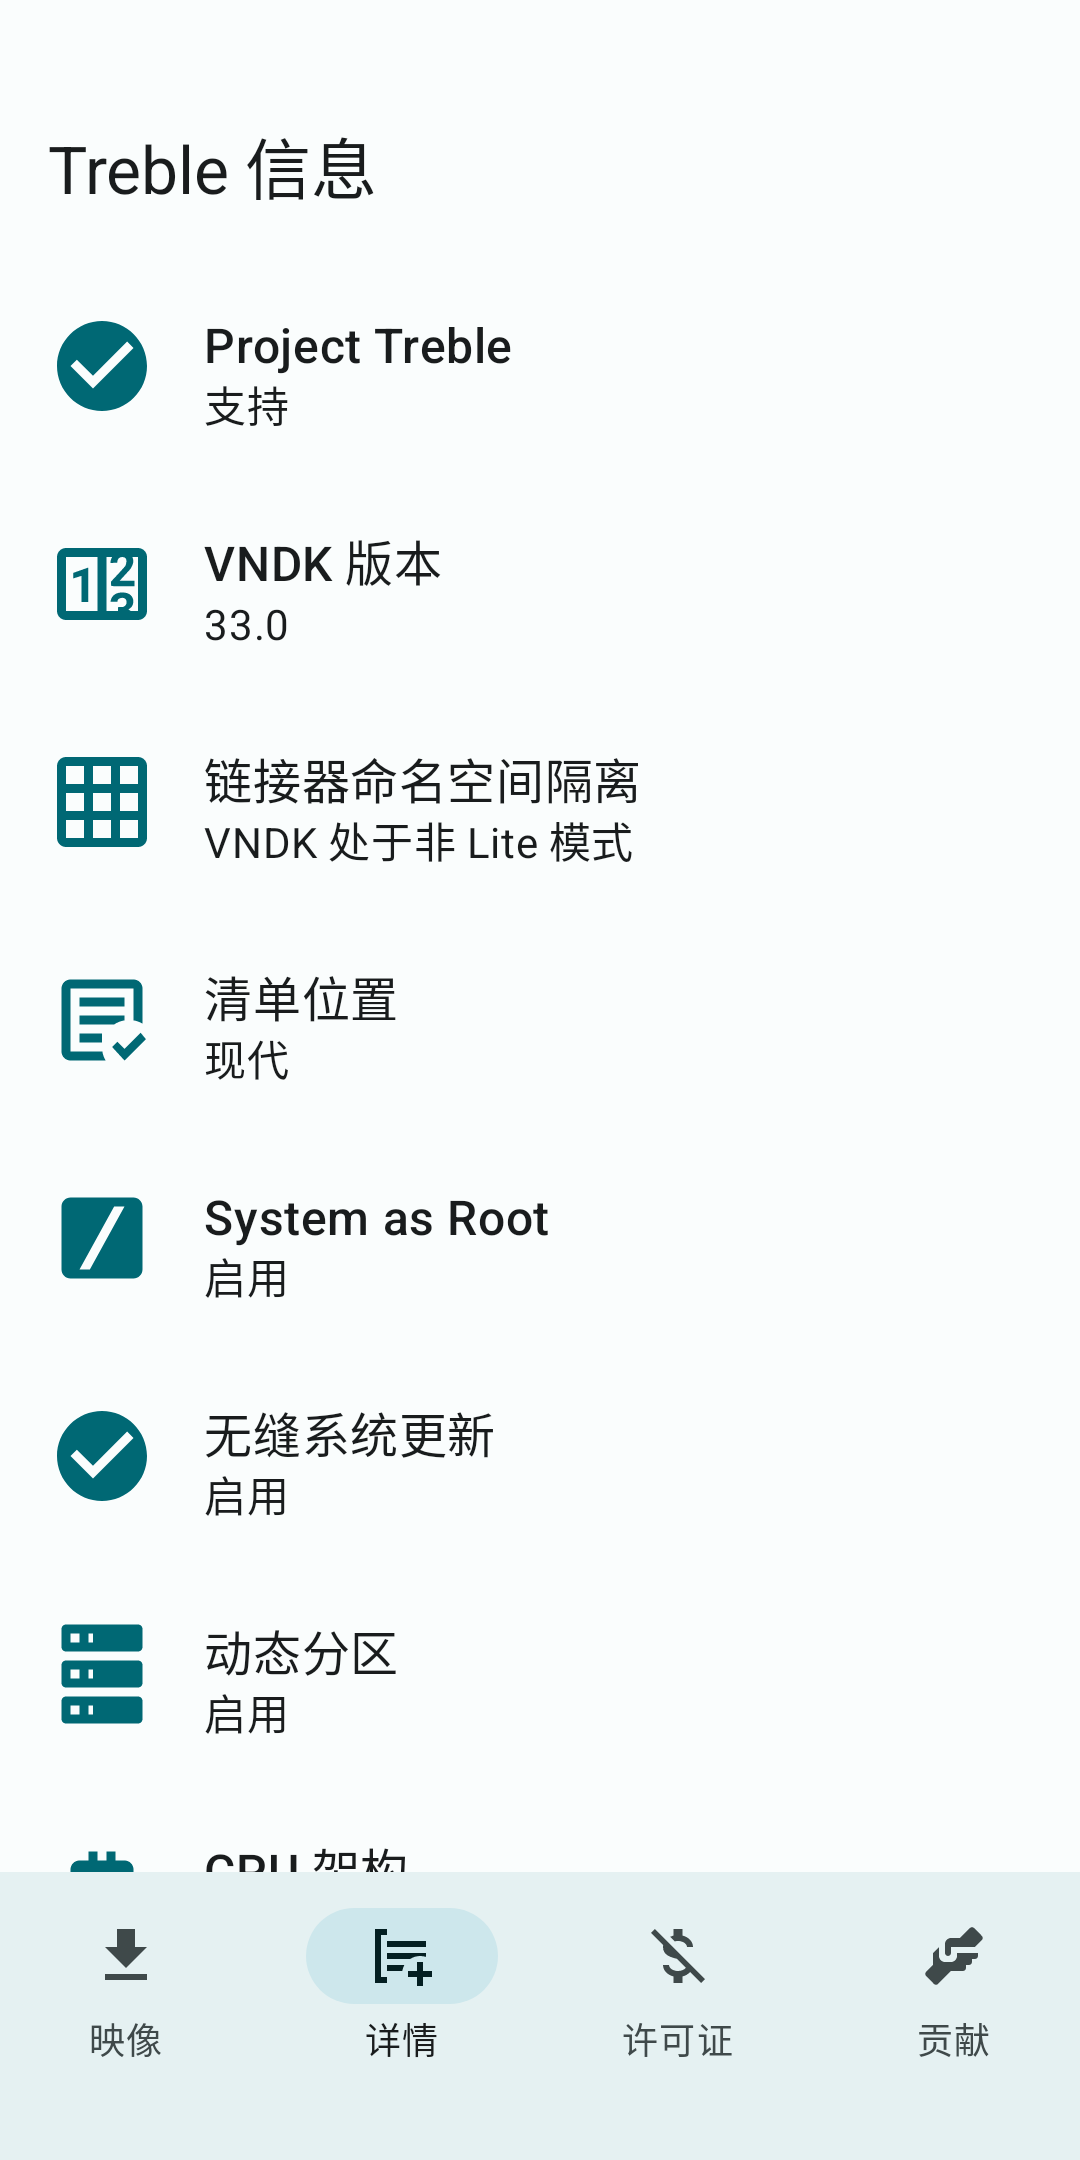 Treble 信息
Project Treble
支持
VNDK 版本
33.0
链接器命名空间隔离
VNDK 处于非 Lite 模式
清单位置
现代
System as Root
启用
无缝系统更新
启用
动态分区
启用
CPU 架构
映像
详情
许可证
贡献